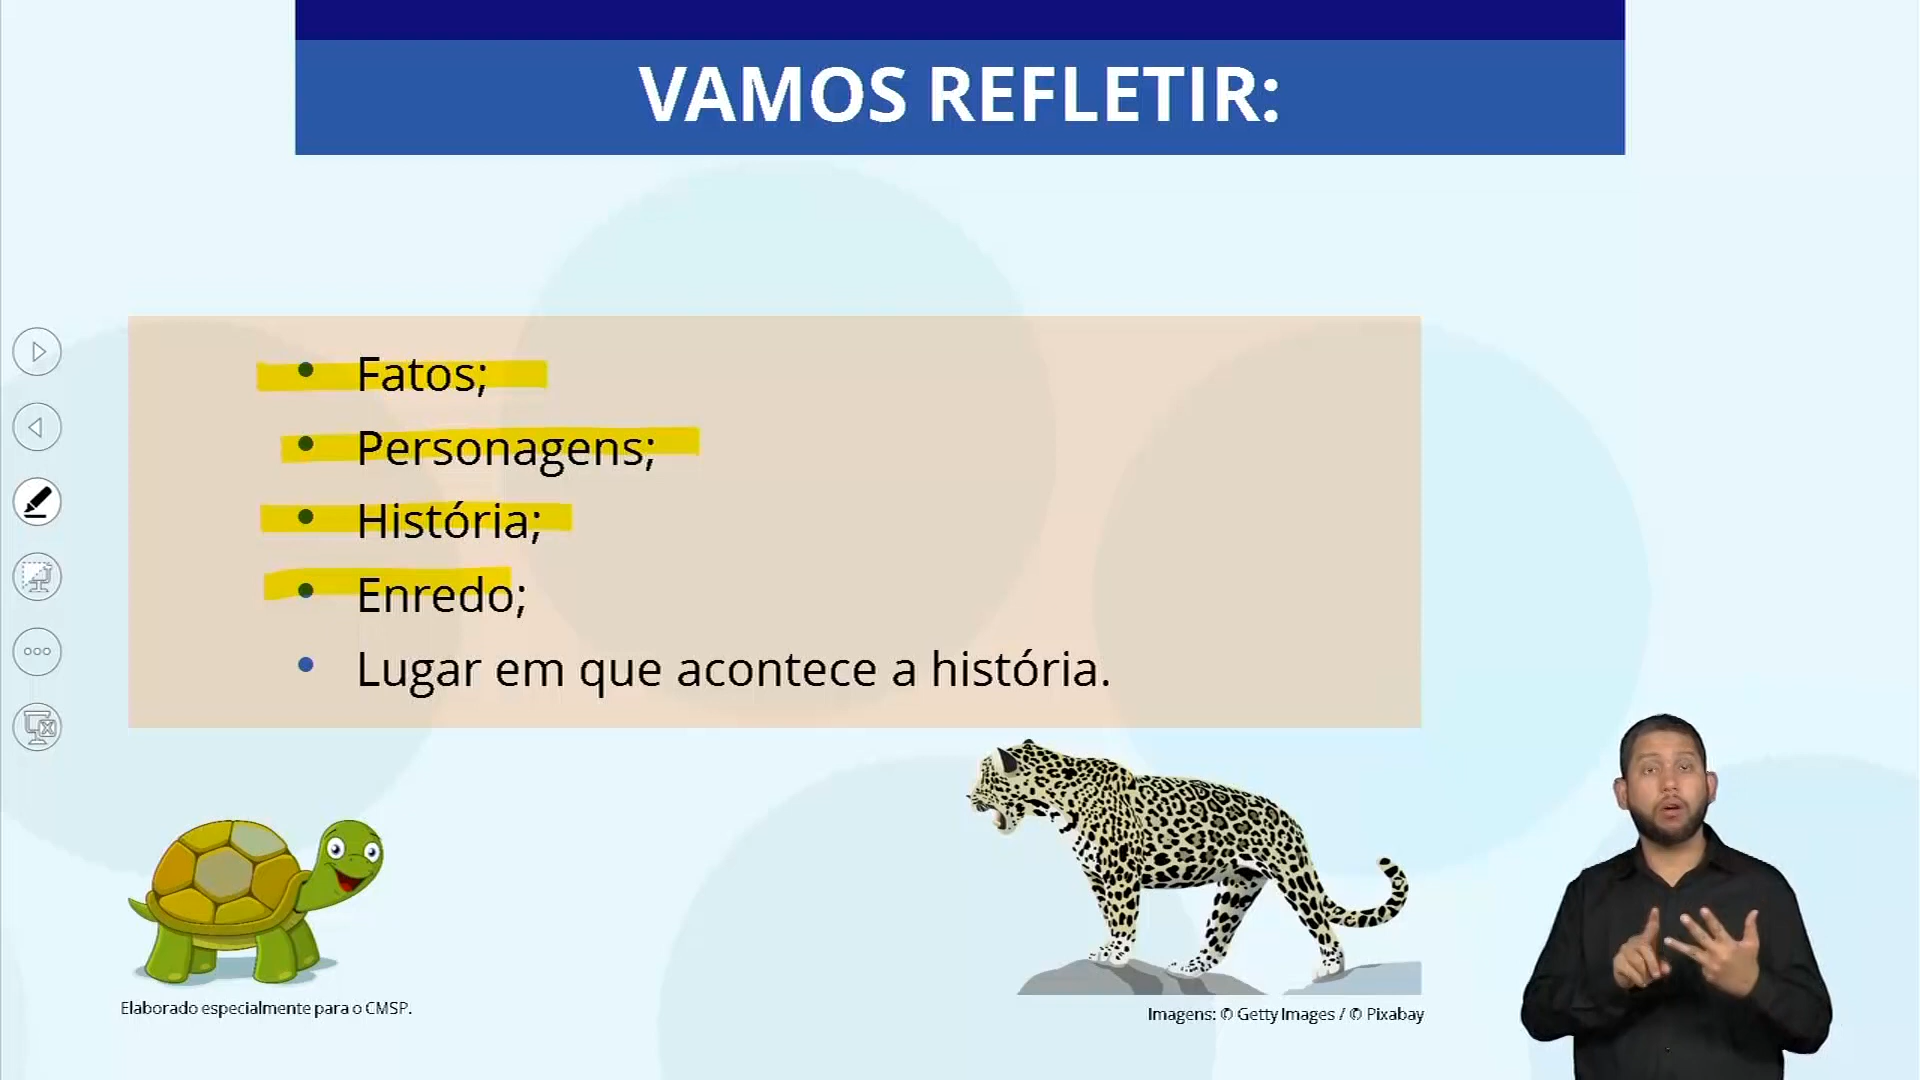 VAMOS REFLETIR:
• Fatos;
• Personagens;
• História;
• Enredo;
• Lugar em que acontece a história.
Elaborado especialmente para o CMSP.
Imagens: © Getty Images / © Pixabay